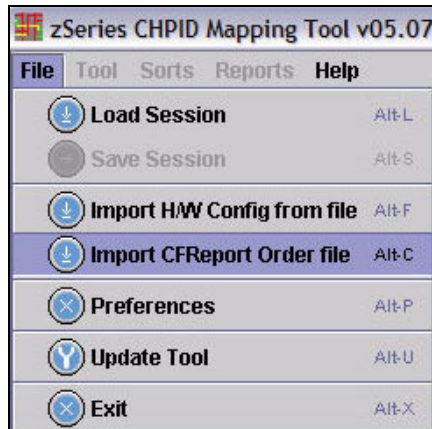 zSeries CHPID Mapping Tool v05.07
File Tool Sorts Reports Help
Load Session Alt-L
Save Session Alt-S
Import H/W Config from file Alt-F
Import CFReport Order file Alt-C
Preferences Alt-P
Update Tool Alt-U
Exit Alt-X